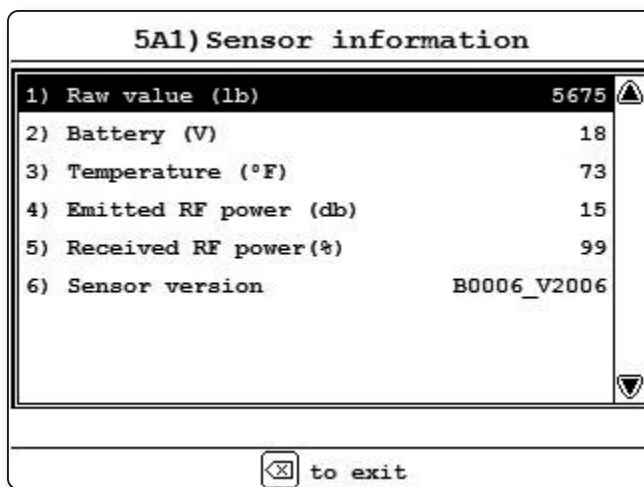 5A1) Sensor information
1) Raw value (lb) 5675
2) Battery (V) 18
3) Temperature (ºF) 73
4) Emitted RF power (db) 15
5) Received RF power(%) 99
6) Sensor version B0006_V2006
to exit